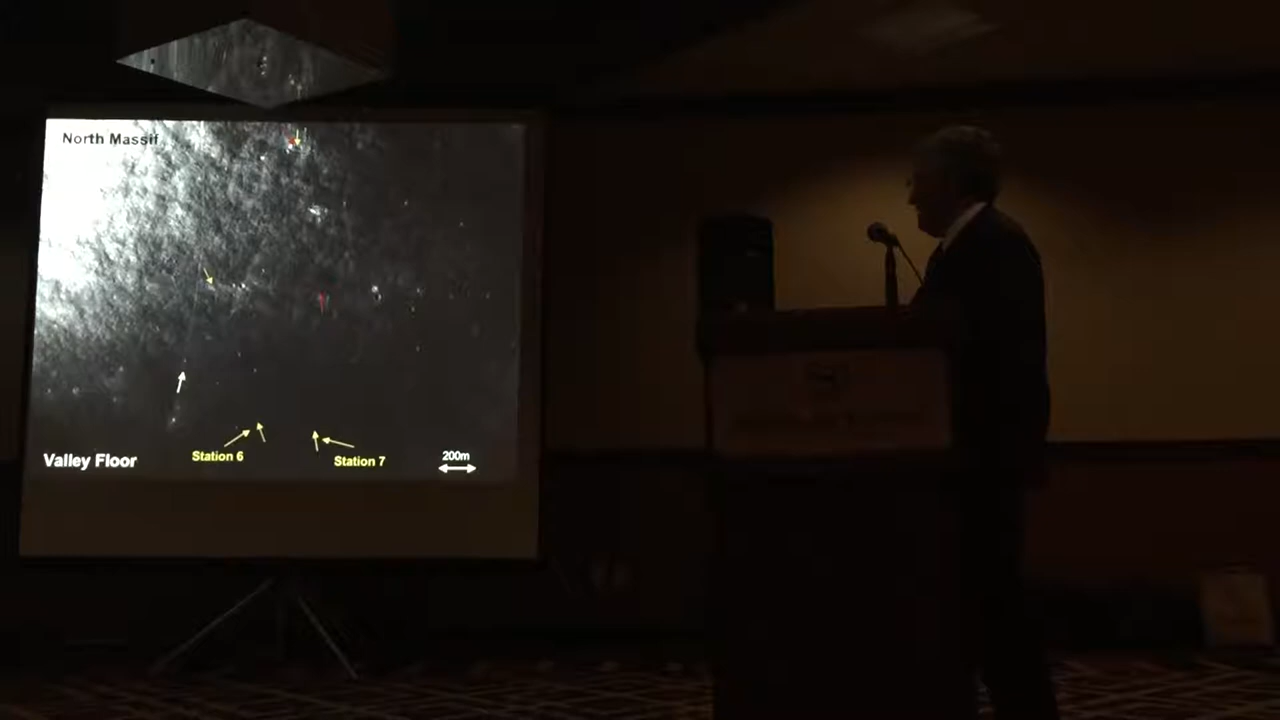 North Massif
Station 6
Station 7
200m
Valley Floor